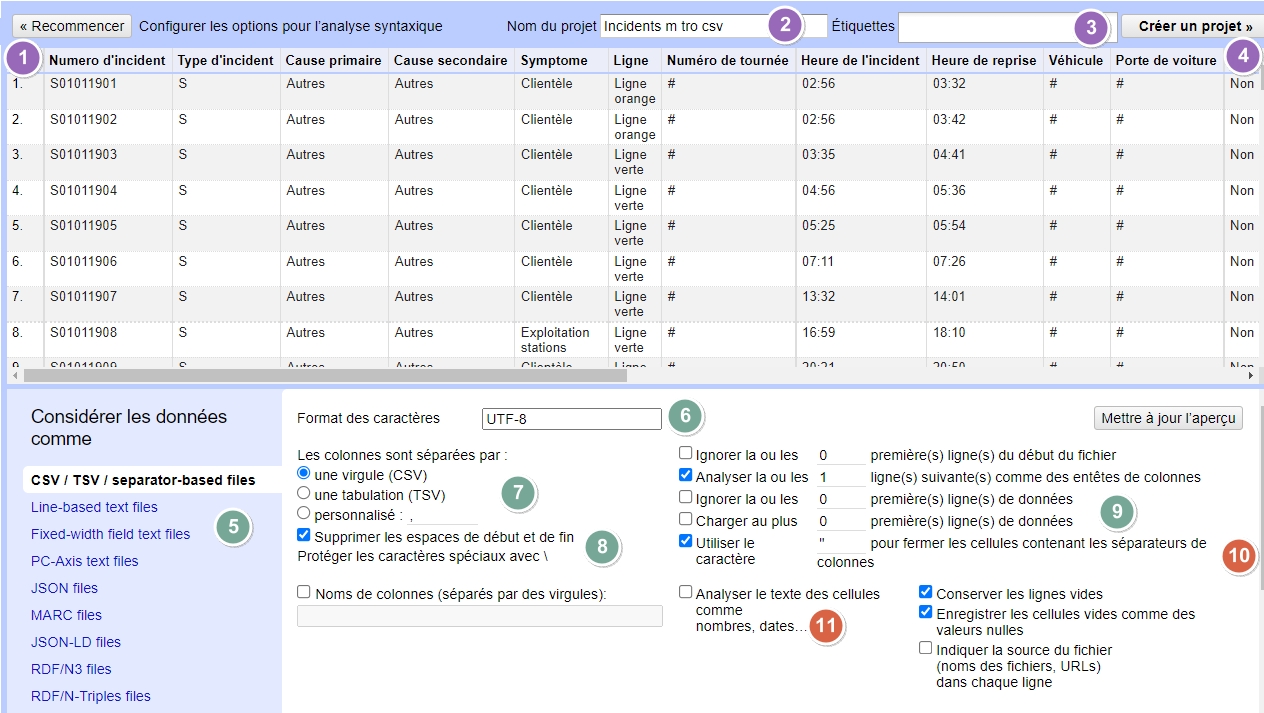 « Recommencer Configurer les options pour l'analyse syntaxique Nom du projet Incidents m tro csv 2 Étiquettes 3 Créer un projet »
1 4
Numero d'incident Type d'incident Cause primaire Cause secondaire Symptome Ligne Numéro de tournée Heure de l'incident Heure de reprise Véhicule Porte de voiture
1. S01011901 S Autres Autres Clientèle Ligne orange # 02:56 03:32 # # Non
2. S01011902 S Autres Autres Clientèle Ligne orange # 02:56 03:42 # # Non
3. S01011903 S Autres Autres Clientèle Ligne verte # 03:35 04:41 # # Non
4. S01011904 S Autres Autres Clientèle Ligne verte # 04:56 05:36 # # Non
5. S01011905 S Autres Autres Clientèle Ligne verte # 05:25 05:54 # # Non
6. S01011906 S Autres Autres Clientèle Ligne verte # 07:11 07:26 # # Non
7. S01011907 S Autres Autres Clientèle Ligne verte # 13:32 14:01 # # Non
8. S01011908 S Autres Autres Exploitation stations Ligne verte # 16:59 18:10 # # Non
Considérer les données
comme
CSV / TSV / separator-based files
Line-based text files
5
Fixed-width field text files
PC-Axis text files
JSON files
MARC files
JSON-LD files
RDF/N3 files
RDF/N-Triples files
Format des caractères UTF-8 6
Mettre à jour l'aperçu
Les colonnes sont séparées par :
une virgule (CSV)
une tabulation (TSV)
7
personnalisé : ,
Supprimer les espaces de début et de fin
8
Protéger les caractères spéciaux avec \
Noms de colonnes (séparés par des virgules):
Ignorer la ou les 0 première(s) ligne(s) du début du fichier
Analyser la ou les 1 ligne(s) suivante(s) comme des entêtes de colonnes
Ignorer la ou les 0 première(s) ligne(s) de données
9
Charger au plus 0 première(s) ligne(s) de données
Utiliser le caractère " pour fermer les cellules contenant les séparateurs de colonnes
10
Analyser le texte des cellules
comme
nombres, dates…
11
Conserver les lignes vides
Enregistrer les cellules vides comme des
valeurs nulles
Indiquer la source du fichier
(noms des fichiers, URLs)
dans chaque ligne